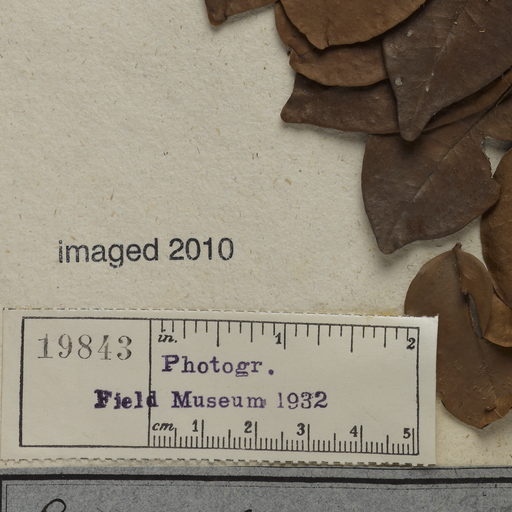 imaged 2010
19843
in. 1 2
Photogr.
Field Museum 1932
cm 1 2 3 4 5